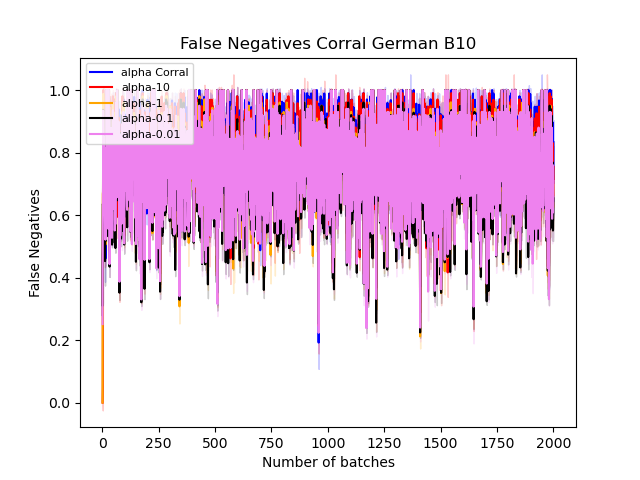 False Negatives Corral German B10
alpha Corral
alpha-10
alpha-1
alpha-0.1
alpha-0.01
1.0
0.8
0.6
0.4
0.2
0.0
False Negatives
0 250 500 750 1000 1250 1500 1750 2000
Number of batches